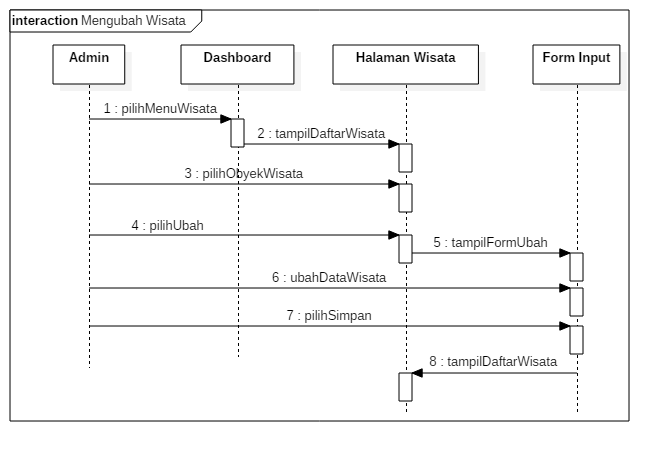 interaction Mengubah Wisata
Admin
Dashboard
Halaman Wisata
Form Input
1 : pilihMenuWisata
2 : tampilDaftarWisata
3 : pilihObyekWisata
4 : pilihUbah
5 : tampilFormUbah
6 : ubahDataWisata
7 : pilihSimpan
8 : tampilDaftarWisata